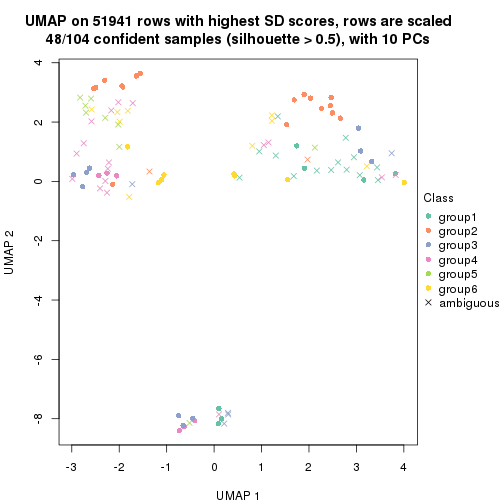 UMAP on 51941 rows with highest SD scores, rows are scaled
48/104 confident samples (silhouette > 0.5), with 10 PCs
4
2
0
-2
-4
-6
-8
UMAP 2
-3
-2
-1
0
1
2
3
4
UMAP 1
Class
group1
group2
group3
group4
group5
group6
ambiguous